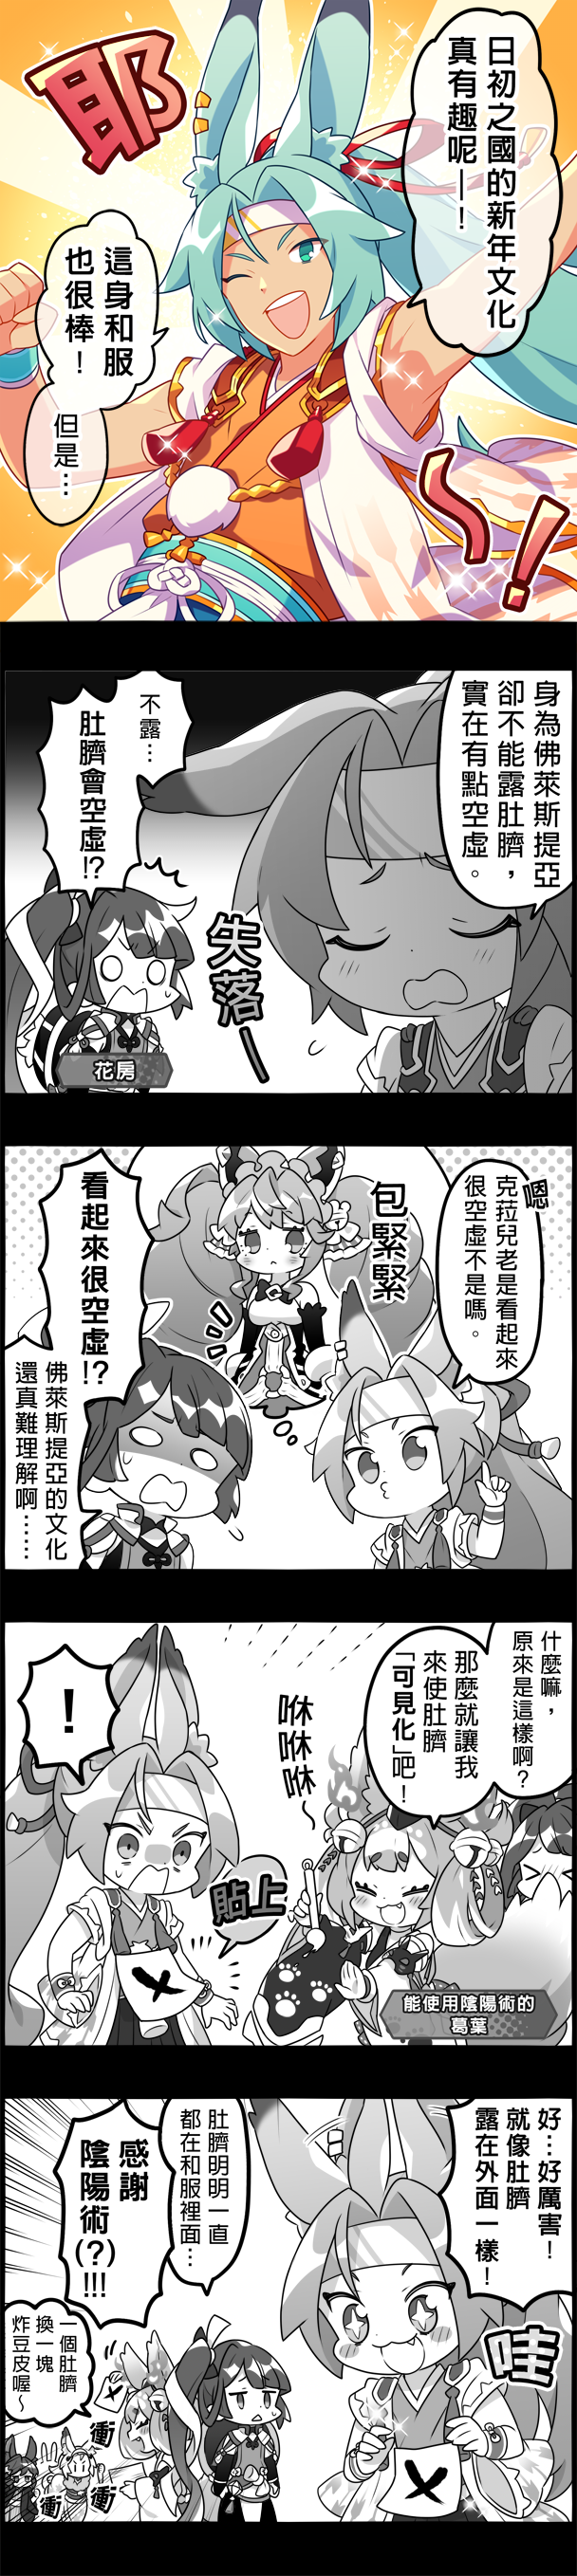 日初之國的新年文化
真有趣呢—！
耶
這身和服
也很棒！
但是…
～！
身為佛萊斯提亞
卻不能露肚臍，
實在有點空虛。
不露…
肚臍會空虛!?
失落—
花房
嗯
克菈兒老是看起來
很空虛不是嗎。
包緊緊
看起來很空虛!?
佛萊斯提亞的文化
還真難理解啊……
什麼嘛，
原來是這樣啊？
那麼就讓我
來使肚臍
「可見化」吧！
咻咻咻～
！
貼上
能使用陰陽術的
葛葉
好…好厲害！
就像肚臍
露在外面一樣！
哇
肚臍明明一直
都在和服裡面…
感謝
陰陽術(?)!!!
一個肚臍
換一塊
炸豆皮喔～
衝
衝
衝